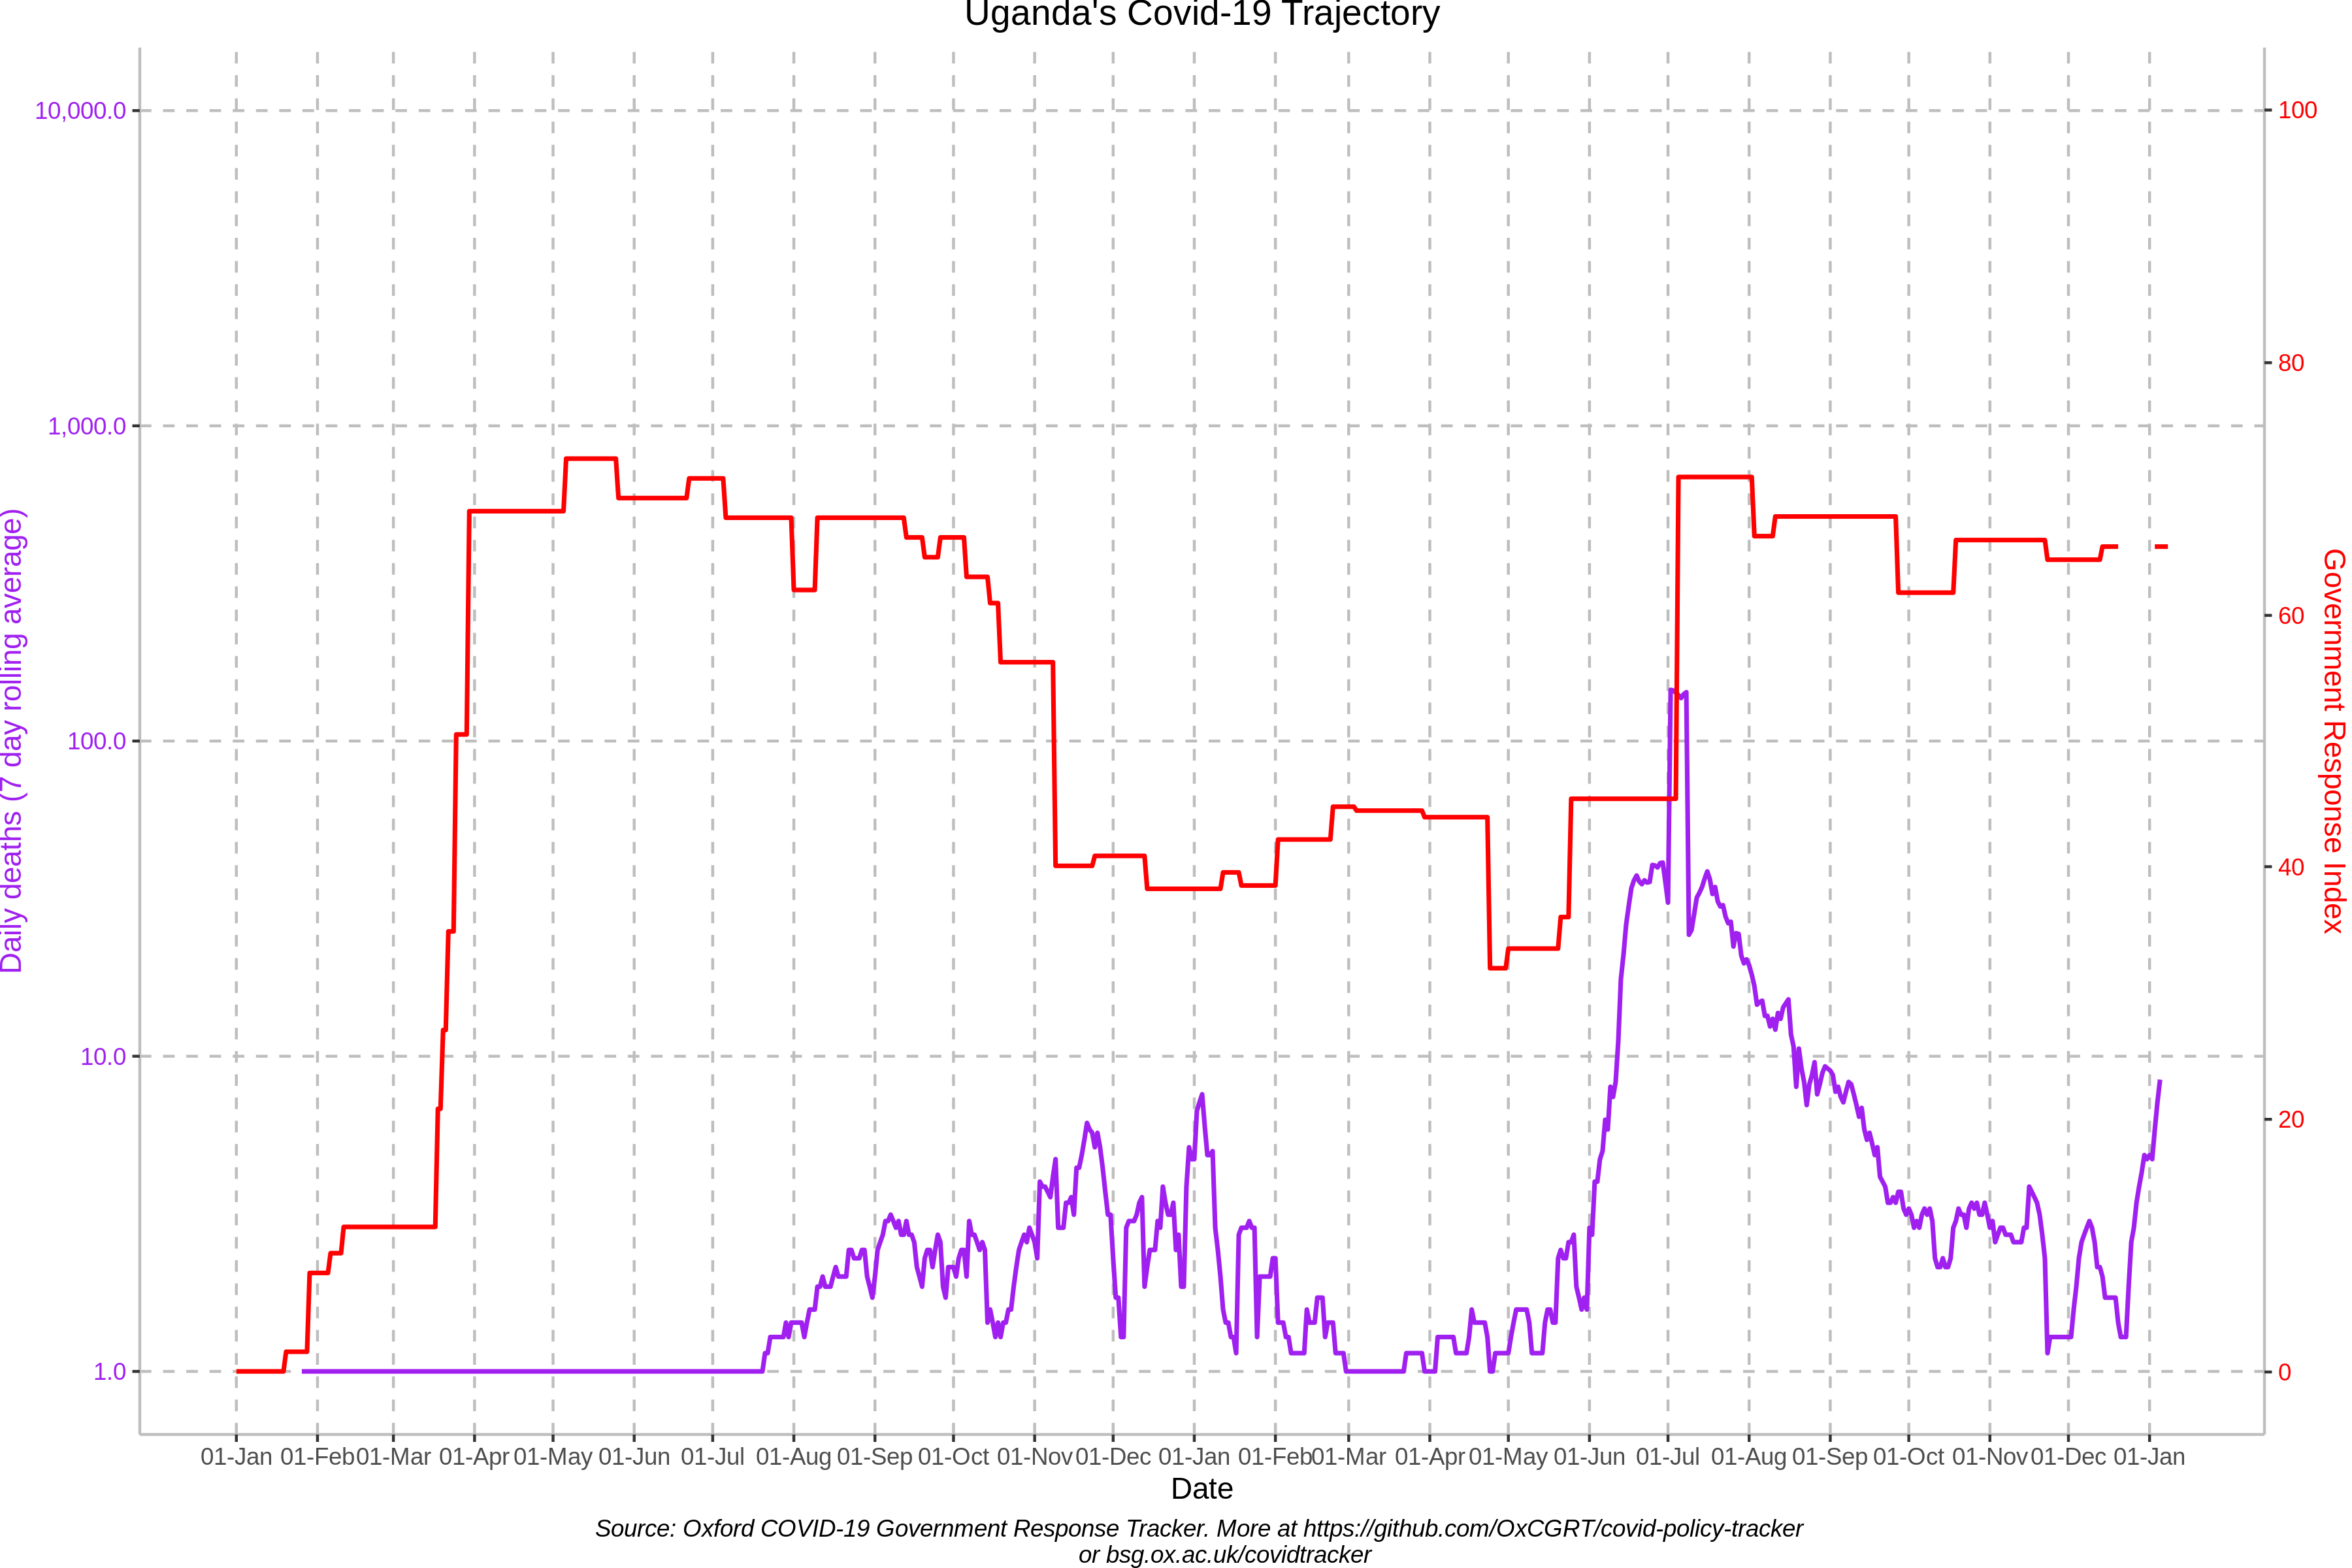 Uganda's Covid-19 Trajectory
10,000.0
1,000.0
100.0
10.0
1.0
Daily deaths (7 day rolling average)
100
80
60
40
20
0
Government Response Index
01-Jan 01-Feb 01-Mar 01-Apr 01-May 01-Jun 01-Jul 01-Aug 01-Sep 01-Oct 01-Nov 01-Dec 01-Jan 01-Feb 01-Mar 01-Apr 01-May 01-Jun 01-Jul 01-Aug 01-Sep 01-Oct 01-Nov 01-Dec 01-Jan
Date
Source: Oxford COVID-19 Government Response Tracker. More at https://github.com/OxCGRT/covid-policy-tracker
or bsg.ox.ac.uk/covidtracker